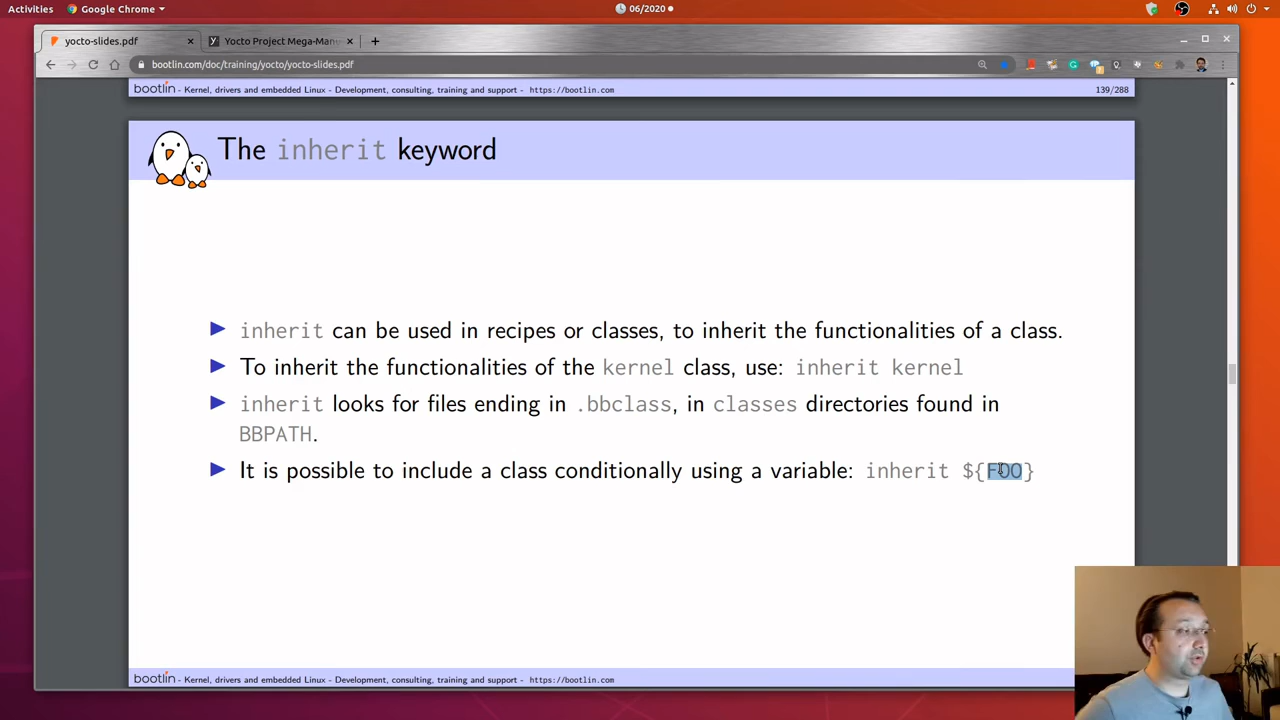 Activities Google Chrome 06/2020
yocto-slides.pdf Yocto Project Mega-Man
bootlin.com/doc/training/yocto/yocto-slides.pdf
bootlin - Kernel, drivers and embedded Linux - Development, consulting, training and support - https://bootlin.com 139/288
The inherit keyword
inherit can be used in recipes or classes, to inherit the functionalities of a class.
To inherit the functionalities of the kernel class, use: inherit kernel
inherit looks for files ending in .bbclass, in classes directories found in
BBPATH.
It is possible to include a class conditionally using a variable: inherit ${FOO}
bootlin - Kernel, drivers and embedded Linux - Development, consulting, training and support - https://bootlin.com